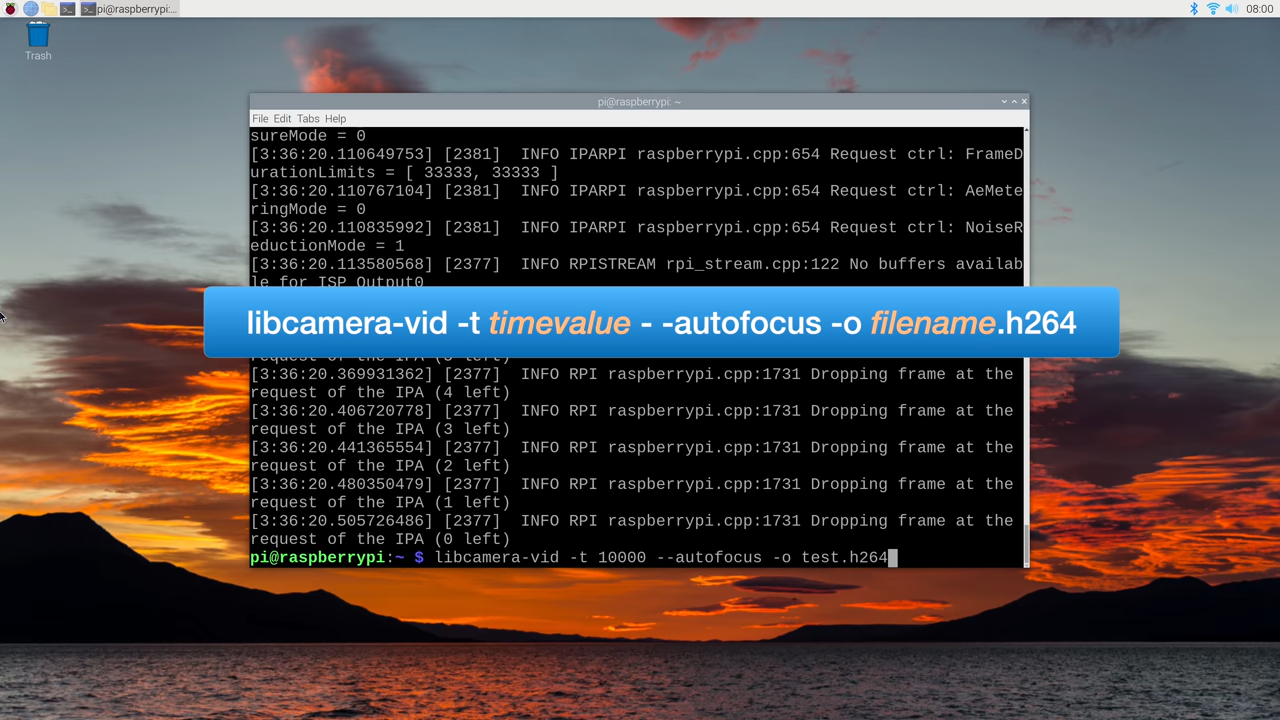 pi@raspberrypi:...
08:00
Trash
pi@raspberrypi: ~
File Edit Tabs Help
sureMode = 0
[3:36:20.110649753] [2381]  INFO IPARPI raspberrypi.cpp:654 Request ctrl: FrameD
urationLimits = [ 33333, 33333 ]
[3:36:20.110767104] [2381]  INFO IPARPI raspberrypi.cpp:654 Request ctrl: AeMete
ringMode = 0
[3:36:20.110835992] [2381]  INFO IPARPI raspberrypi.cpp:654 Request ctrl: NoiseR
eductionMode = 1
[3:36:20.113580568] [2377]  INFO RPISTREAM rpi_stream.cpp:122 No buffers availab
le for ISP Output0
libcamera-vid -t timevalue - -autofocus -o filename.h264
request of the IPA
[3:36:20.369931362] [2377]  INFO RPI raspberrypi.cpp:1731 Dropping frame at the
request of the IPA (4 left)
[3:36:20.406720778] [2377]  INFO RPI raspberrypi.cpp:1731 Dropping frame at the
request of the IPA (3 left)
[3:36:20.441365554] [2377]  INFO RPI raspberrypi.cpp:1731 Dropping frame at the
request of the IPA (2 left)
[3:36:20.480350479] [2377]  INFO RPI raspberrypi.cpp:1731 Dropping frame at the
request of the IPA (1 left)
[3:36:20.505726486] [2377]  INFO RPI raspberrypi.cpp:1731 Dropping frame at the
request of the IPA (0 left)
pi@raspberrypi:~ $ libcamera-vid -t 10000 --autofocus -o test.h264